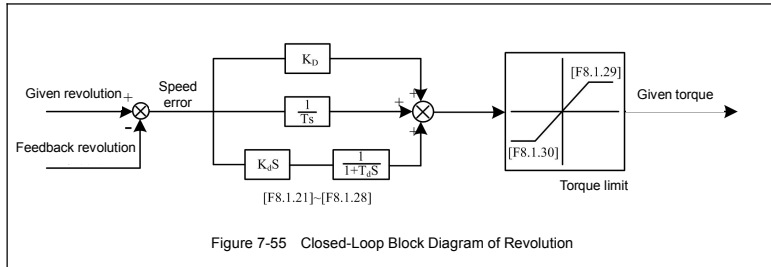 K_D
[F8.1.29]
Given revolution
+
Speed
error
+
+
1
Ts
+
Given torque
-
Feedback revolution
K_dS
1
1+T_dS
[F8.1.30]
[F8.1.21]~[F8.1.28]
Torque limit
Figure 7-55 Closed-Loop Block Diagram of Revolution